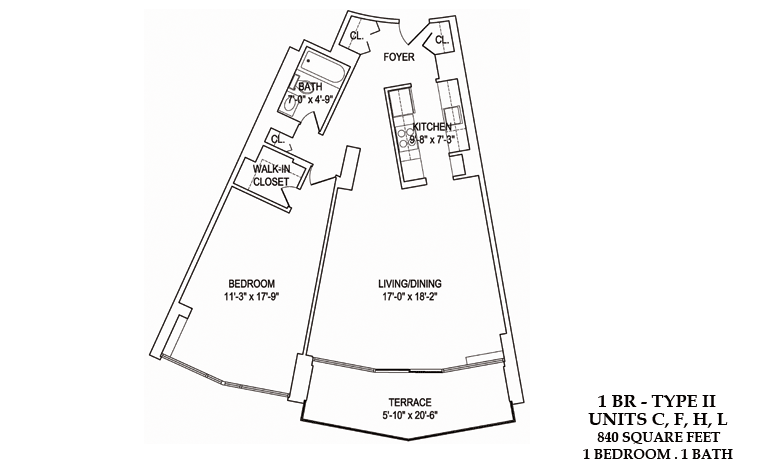 CL.
CL.
FOYER
BATH
7'-0" x 4'-9"
KITCHEN
9'-8" x 7'-3"
CL.
WALK-IN
CLOSET
BEDROOM
11'-3" x 17'-9"
LIVING/DINING
17'-0" x 18'-2"
TERRACE
5'-10" x 20'-6"
1 BR - TYPE II
UNITS C, F, H, L
840 SQUARE FEET
1 BEDROOM . 1 BATH